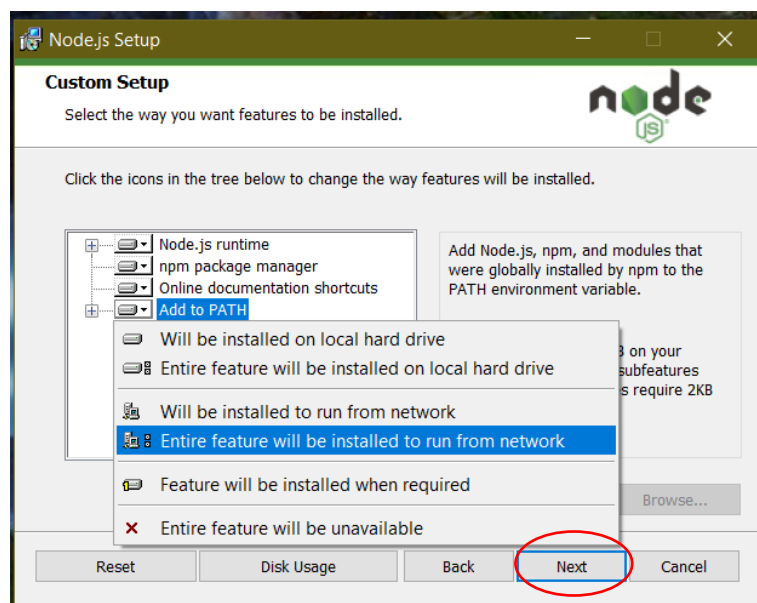 Node.js Setup
Custom Setup
Select the way you want features to be installed.
node
JS
Click the icons in the tree below to change the way features will be installed.
Node.js runtime
npm package manager
Online documentation shortcuts
Add to PATH
Add Node.js, npm, and modules that
were globally installed by npm to the
PATH environment variable.
on your
subfeatures
require 2KB
Will be installed on local hard drive
Entire feature will be installed on local hard drive
Will be installed to run from network
Entire feature will be installed to run from network
Feature will be installed when required
Entire feature will be unavailable
Browse...
Reset
Disk Usage
Back
Next
Cancel